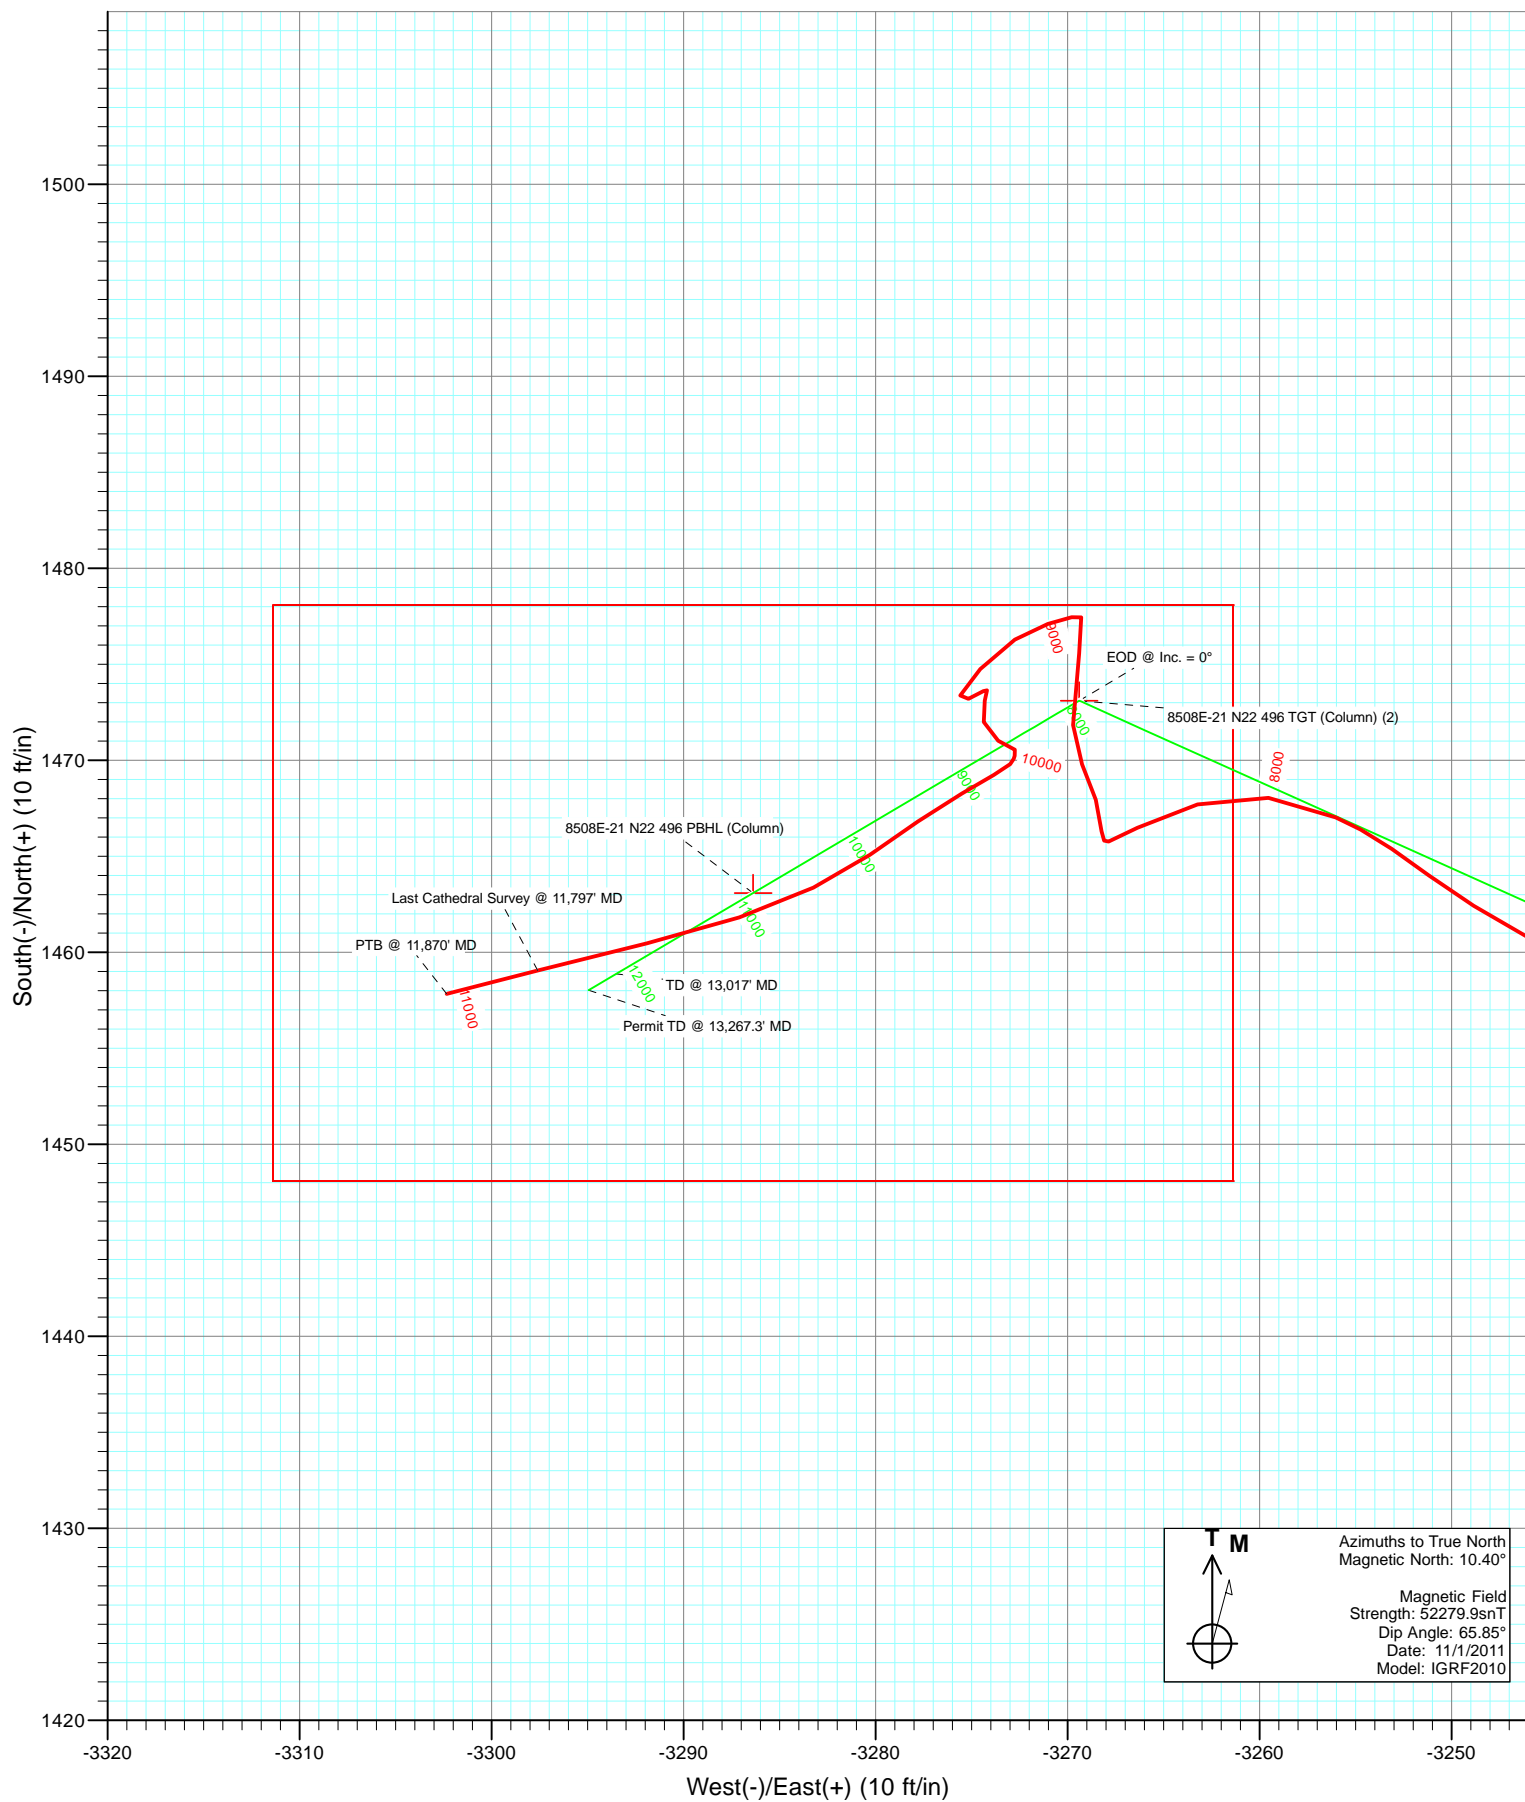 South(-)/North(+) (10 ft/in)
1500
1490
1480
1470
1460
1450
1440
1430
1420
9000
EOD @ Inc. = 0°
8508E-21 N22 496 TGT (Column) (2)
8000
10000
8000
9000
8508E-21 N22 496 PBHL (Column)
10000
Last Cathedral Survey @ 11,797' MD
11000
PTB @ 11,870' MD
12000
TD @ 13,017' MD
11000
Permit TD @ 13,267.3' MD
T M
Azimuths to True North
Magnetic North: 10.40°
Magnetic Field
Strength: 52279.9snT
Dip Angle: 65.85°
Date: 11/1/2011
Model: IGRF2010
-3320 -3310 -3300 -3290 -3280 -3270 -3260 -3250
West(-)/East(+) (10 ft/in)